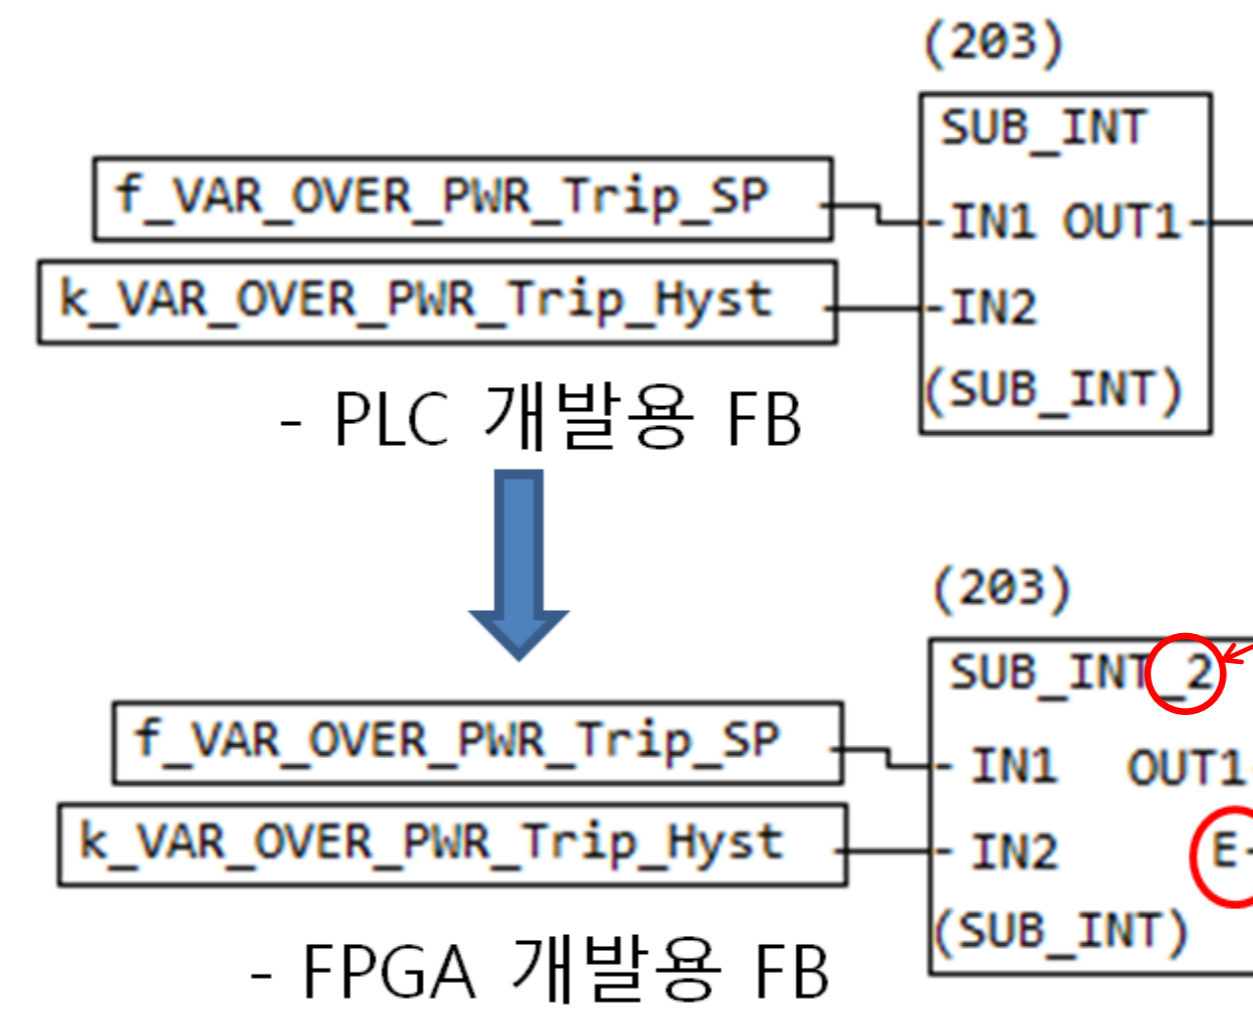 (203)
SUB_INT
f_VAR_OVER_PWR_Trip_SP
IN1 OUT1
k_VAR_OVER_PWR_Trip_Hyst
IN2
(SUB_INT)
- PLC 개발용 FB
(203)
SUB_INT_2
f_VAR_OVER_PWR_Trip_SP
IN1 OUT1
k_VAR_OVER_PWR_Trip_Hyst
IN2 E
(SUB_INT)
- FPGA 개발용 FB